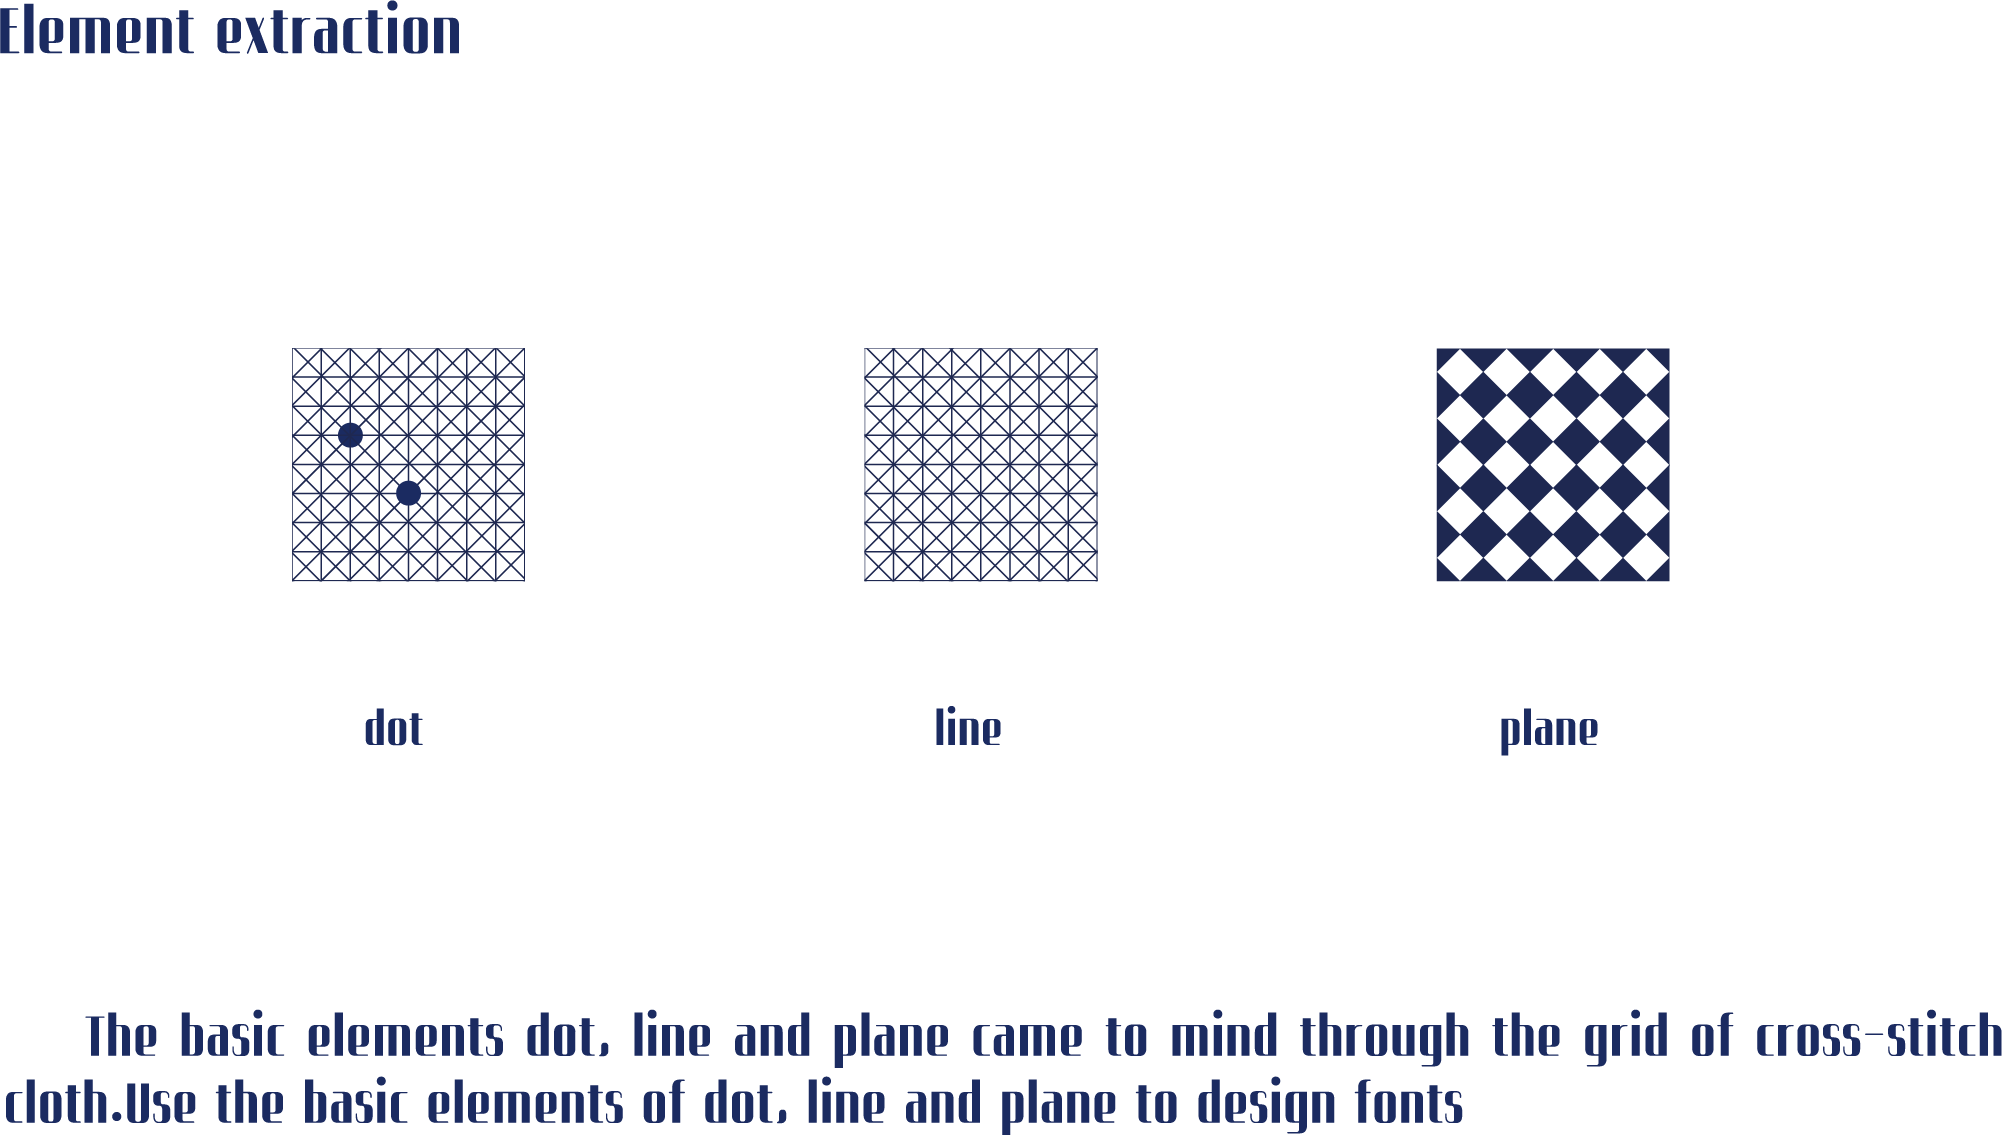 Element extraction
dot
line
plane
The basic elements dot, line and plane came to mind through the grid of cross-stitch
cloth.Use the basic elements of dot, line and plane to design fonts